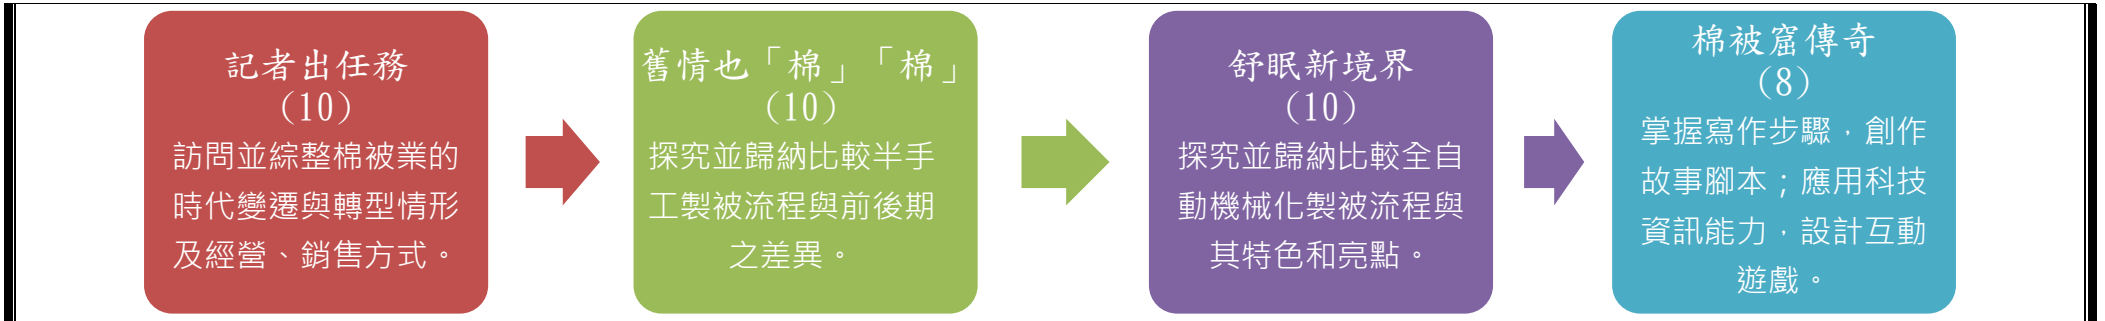 記者出任務
(10)
訪問並綜整棉被業的
時代變遷與轉型情形
及經營、銷售方式。
舊情也「棉」「棉」
(10)
探究並歸納比較半手
工製被流程與前後期
之差異。
舒眠新境界
(10)
探究並歸納比較全自
動機械化製被流程與
其特色和亮點。
棉被窟傳奇
(8)
掌握寫作步驟，創作
故事腳本；應用科技
資訊能力，設計互動
遊戲。